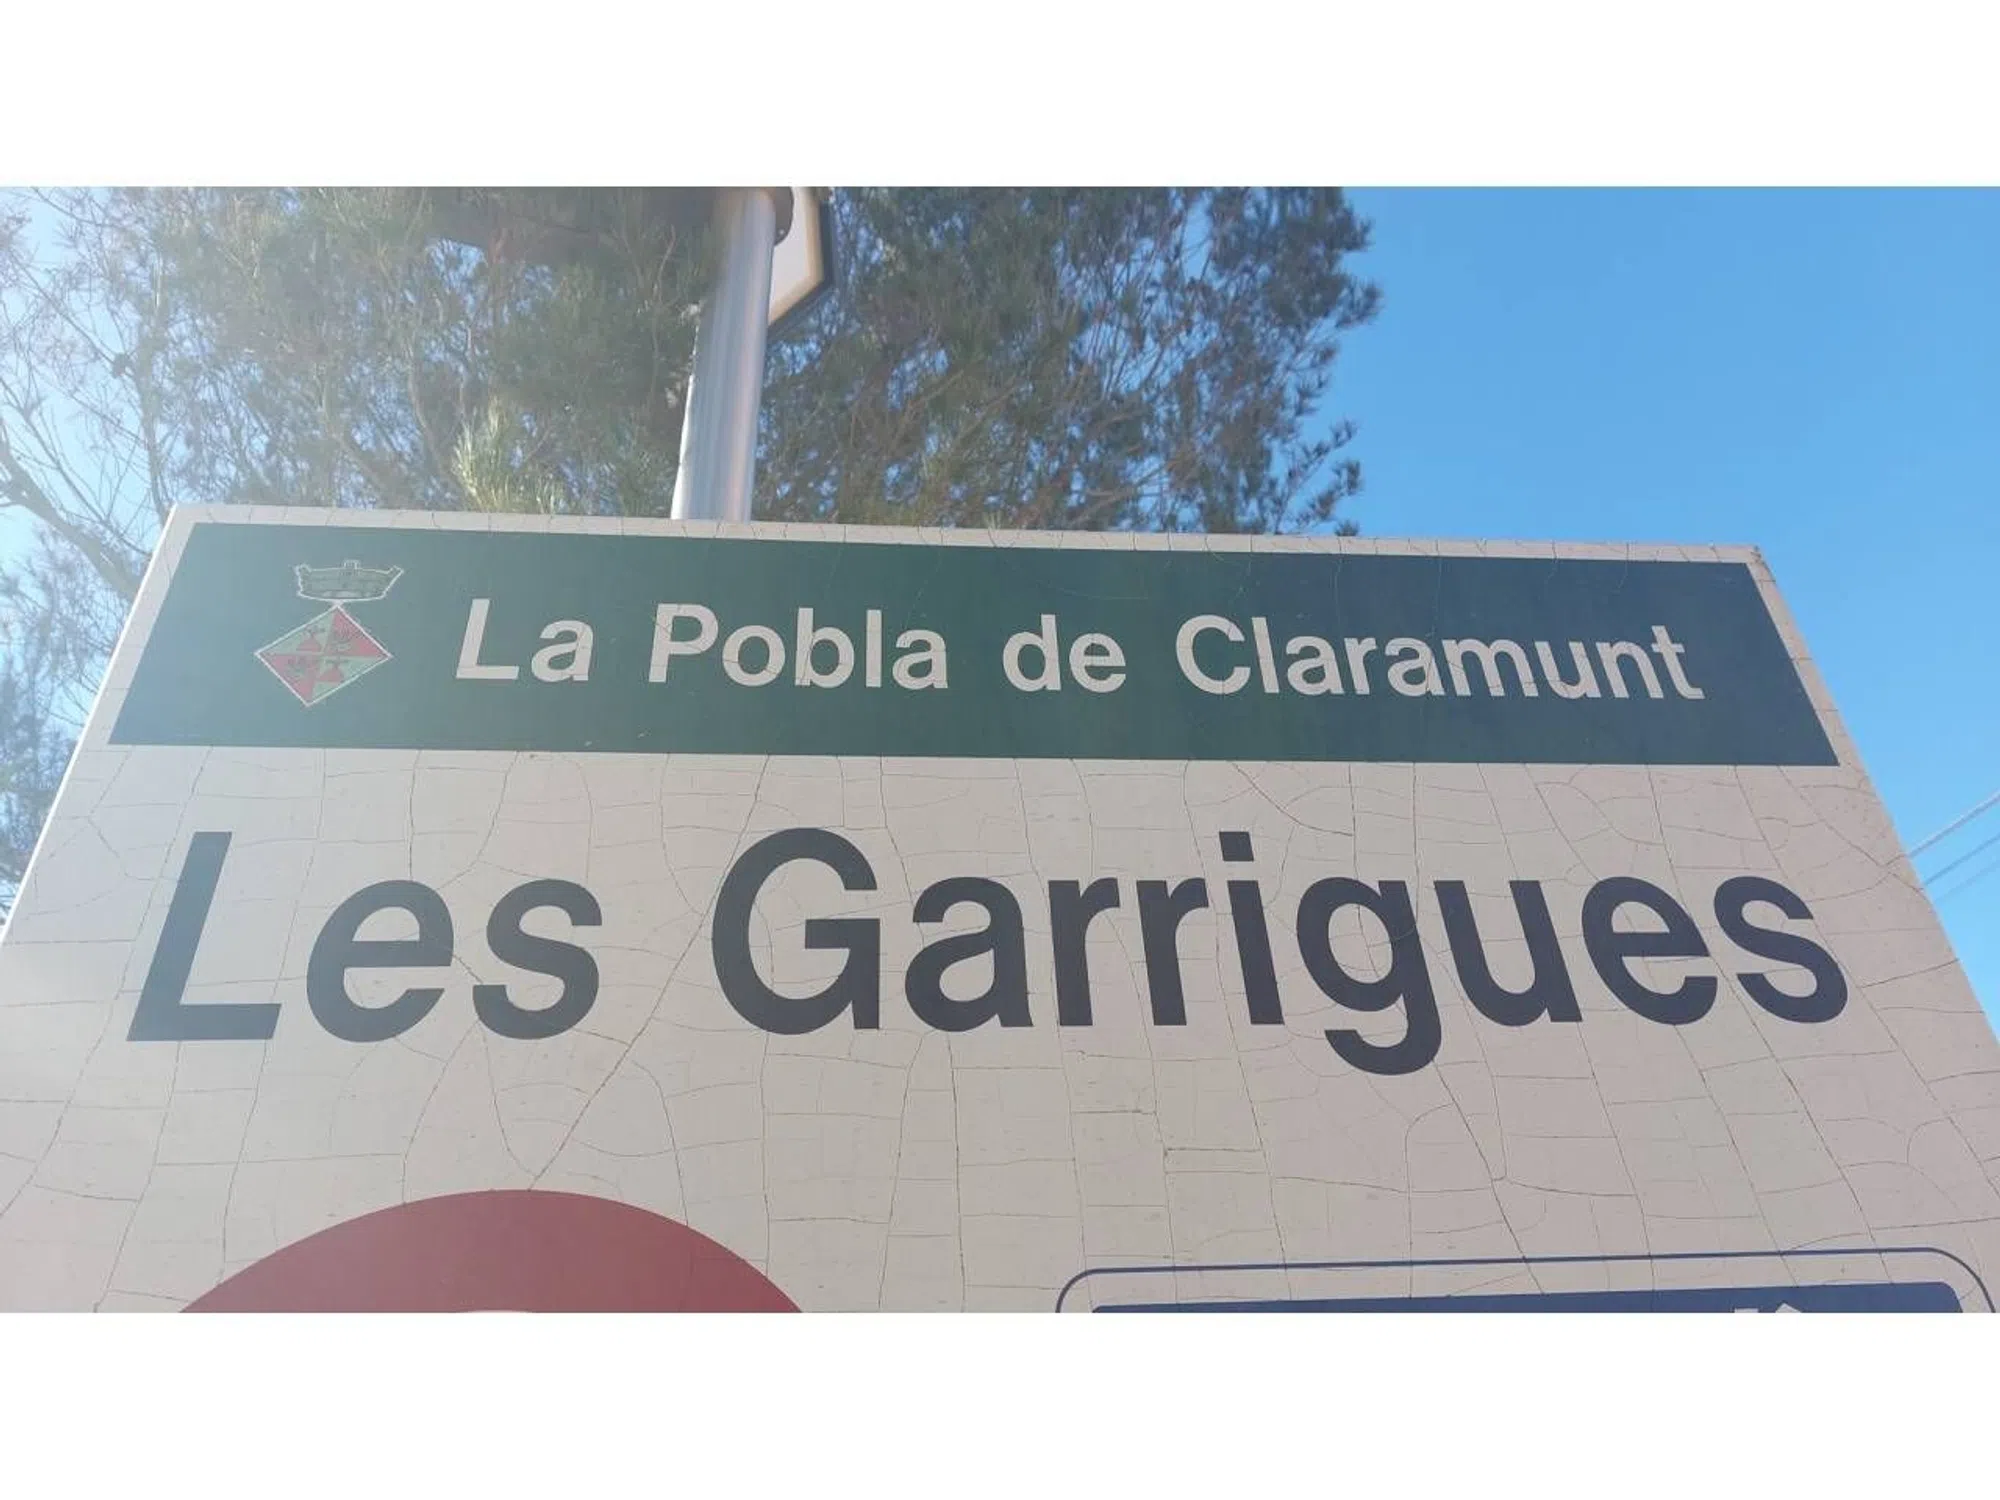 La Pobla de Claramunt
Les Garrigues